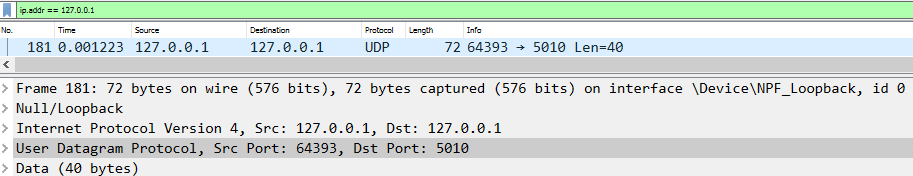 ip.addr == 127.0.0.1
No. Time Source Destination Protocol Length Info
181 0.001223 127.0.0.1 127.0.0.1 UDP 72 64393 → 5010 Len=40
Frame 181: 72 bytes on wire (576 bits), 72 bytes captured (576 bits) on interface \Device\NPF_Loopback, id 0
Null/Loopback
Internet Protocol Version 4, Src: 127.0.0.1, Dst: 127.0.0.1
User Datagram Protocol, Src Port: 64393, Dst Port: 5010
Data (40 bytes)